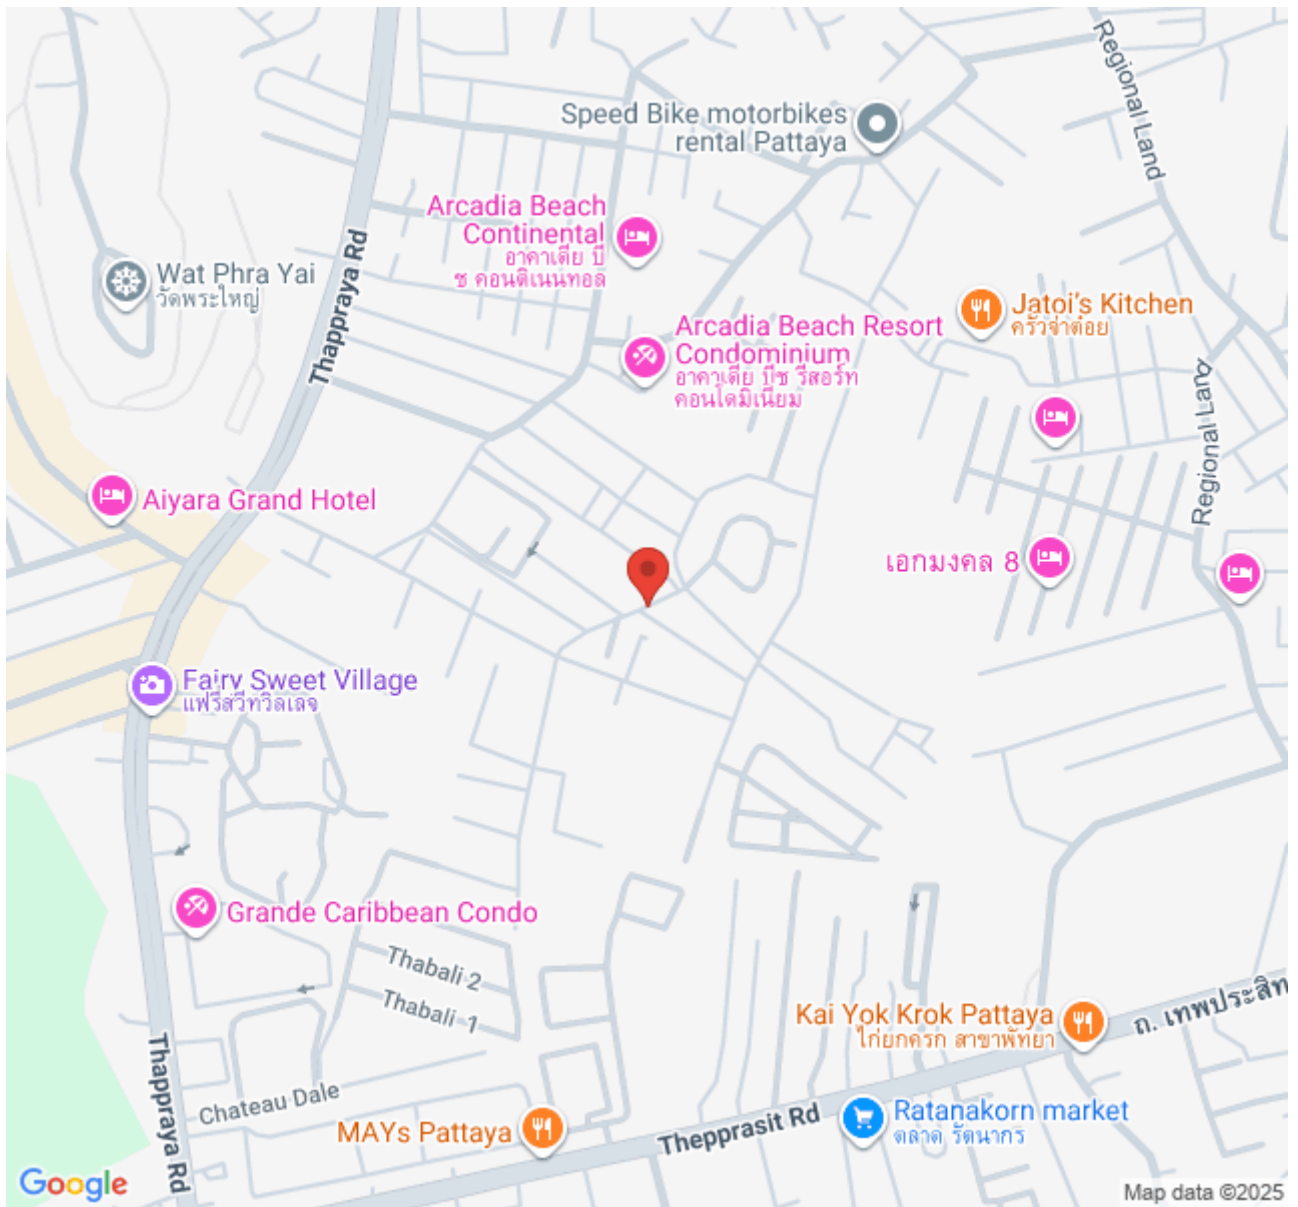 Regional Land
Speed Bike motorbikes
rental Pattaya
Arcadia Beach
Continental
อาคาเดีย บี
ช คอนติเนนทอล
Thappraya Rd
Wat Phra Yai
วัดพระใหญ่
Jatoi's Kitchen
ครัวจ่าต๋อย
Arcadia Beach Resort
Condominium
อาคาเดีย บีช รีสอร์ท
คอนโดมิเนียม
Regional Land
Aiyara Grand Hotel
เอกมงคล 8
Fairy Sweet Village
แฟรี่สวีทวิลเลจ
Grande Caribbean Condo
Thabali 2
Thabali 1
Kai Yok Krok Pattaya
ไก่ยกครก สาขาพัทยา
ถ. เทพประสิท
Thappraya Rd
Chateau Dale
MAYs Pattaya
Thepprasit Rd
Ratanakorn market
ตลาด รัตนากร
Google
Map data ©2025